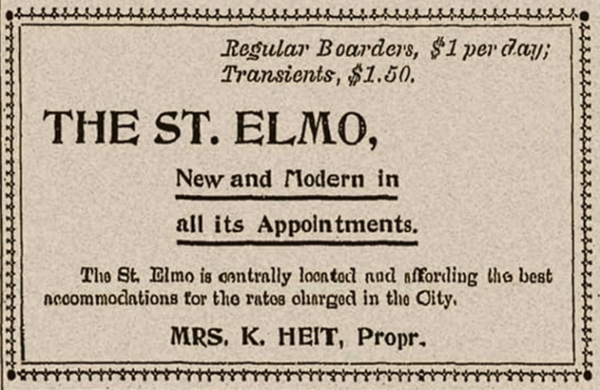 Regular Boarders, $1 per day;
Transients, $1.50.
THE ST. ELMO,
New and Modern in
all its Appointments.
The St. Elmo is centrally located and affording the best
accommodations for the rates charged in the City.
MRS. K. HEIT, Propr.